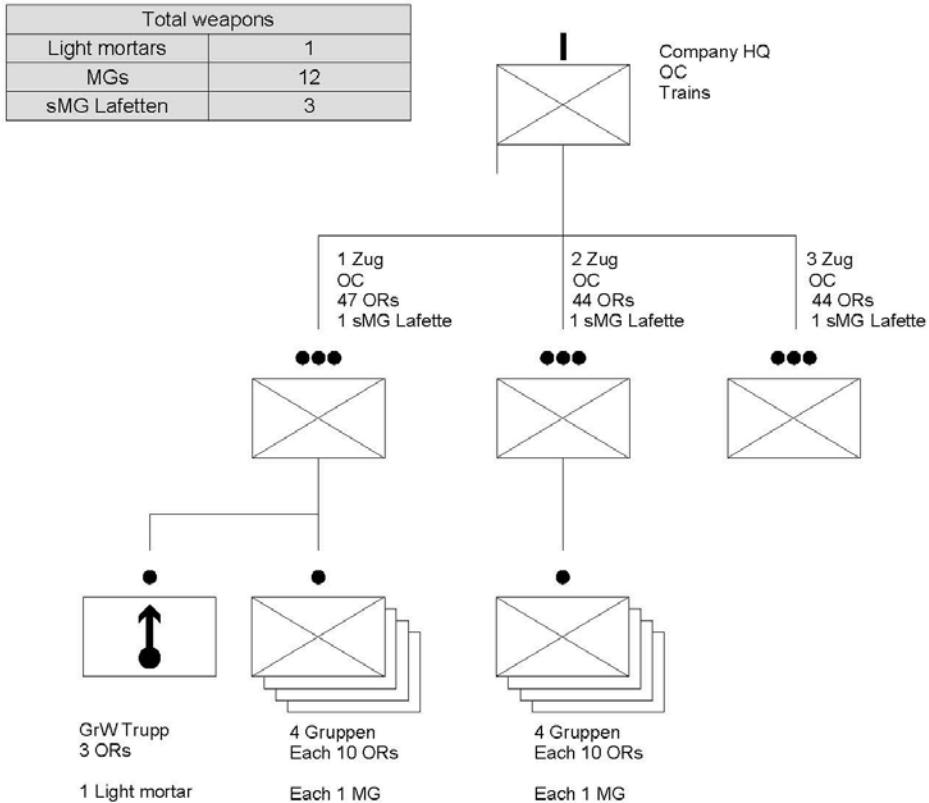 Total weapons
Light mortars 1
MGs 12
sMG Lafetten 3
Company HQ
OC
Trains
1 Zug
OC
47 ORs
1 sMG Lafette
2 Zug
OC
44 ORs
1 sMG Lafette
3 Zug
OC
44 ORs
1 sMG Lafette
GrW Trupp
3 ORs
1 Light mortar
4 Gruppen
Each 10 ORs
Each 1 MG
4 Gruppen
Each 10 ORs
Each 1 MG